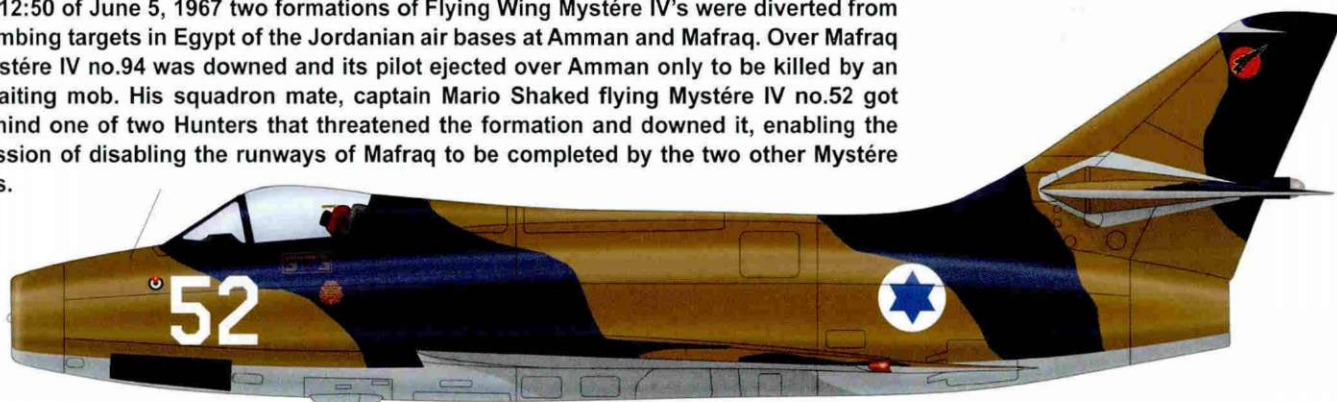 12:50 of June 5, 1967 two formations of Flying Wing Mystére IV's were diverted from
mbing targets in Egypt of the Jordanian air bases at Amman and Mafraq. Over Mafraq
stére IV no.94 was downed and its pilot ejected over Amman only to be killed by an
aiting mob. His squadron mate, captain Mario Shaked flying Mystére IV no.52 got
hind one of two Hunters that threatened the formation and downed it, enabling the
ssion of disabling the runways of Mafraq to be completed by the two other Mystére
s.
52